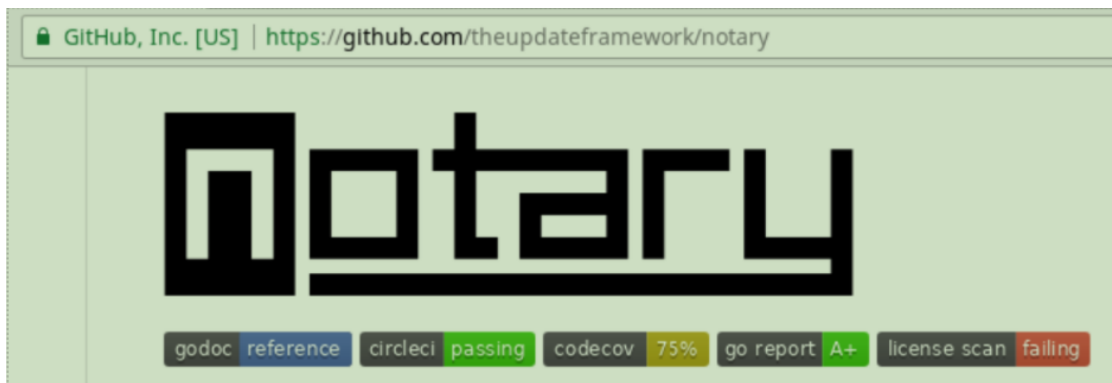 GitHub, Inc. [US] | https://github.com/theupdateframework/notary
notary
godoc reference circleci passing codecov 75% go report A+ license scan failing